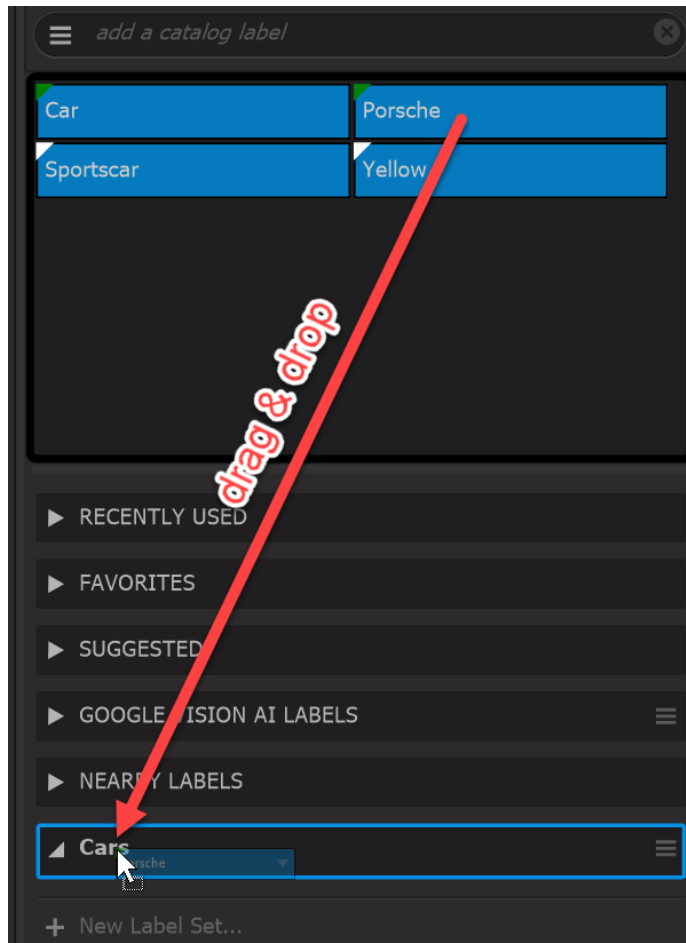 add a catalog label
Car
Porsche
Sportscar
Yellow
drag & drop
RECENTLY USED
FAVORITES
SUGGESTED
GOOGLE VISION AI LABELS
NEARBY LABELS
Cars
Porsche
New Label Set...